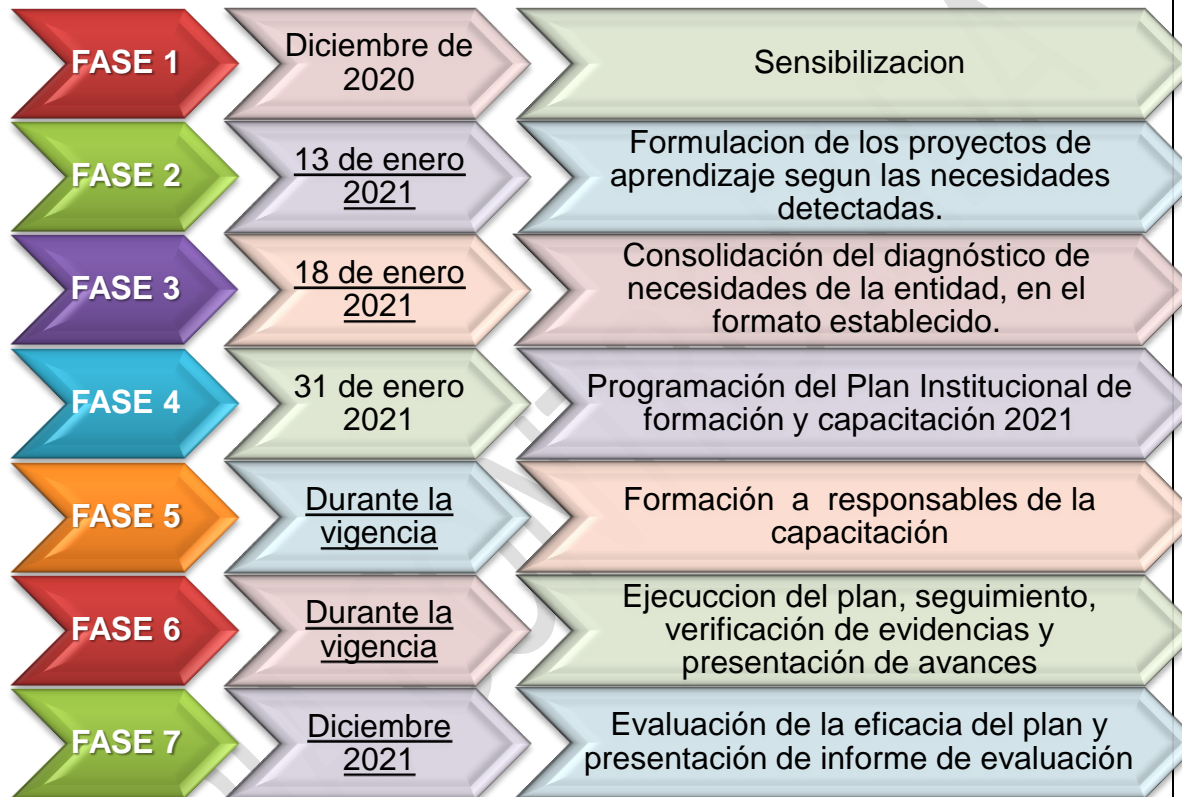 FASE 1
Diciembre de
2020
Sensibilizacion
FASE 2
13 de enero
2021
Formulacion de los proyectos de
aprendizaje segun las necesidades
detectadas.
FASE 3
18 de enero
2021
Consolidación del diagnóstico de
necesidades de la entidad, en el
formato establecido.
FASE 4
31 de enero
2021
Programación del Plan Institucional de
formación y capacitación 2021
FASE 5
Durante la
vigencia
Formación a responsables de la
capacitación
FASE 6
Durante la
vigencia
Ejecuccion del plan, seguimiento,
verificación de evidencias y
presentación de avances
FASE 7
Diciembre
2021
Evaluación de la eficacia del plan y
presentación de informe de evaluación